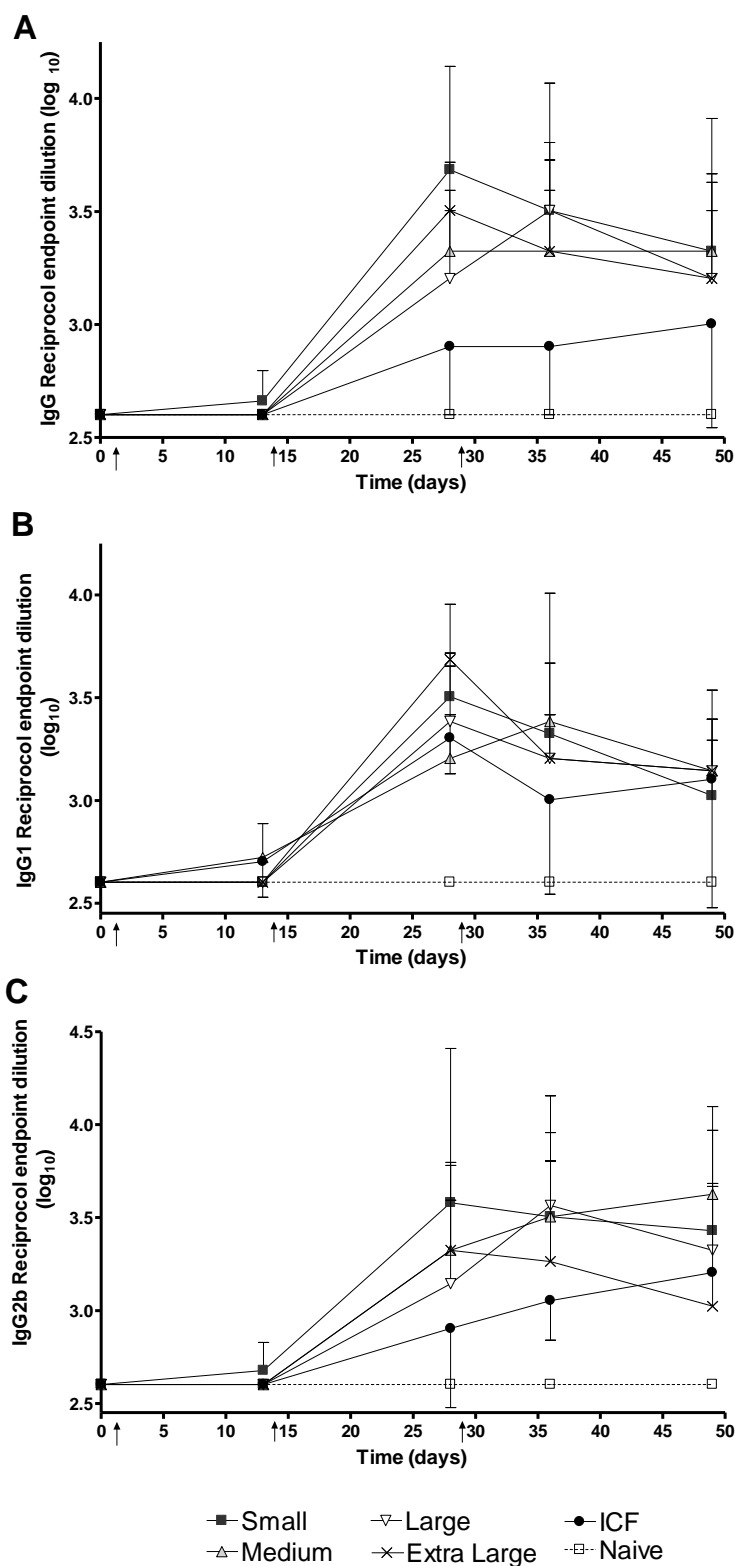 A
IgG Reciprocol endpoint dilution (log 10)
4.0
3.5
3.0
2.5
0 5 10 15 20 25 30 35 40 45 50
Time (days)
B
IgG1 Reciprocol endpoint dilution
(log10)
4.0
3.5
3.0
2.5
0 5 10 15 20 25 30 35 40 45 50
Time (days)
C
IgG2b Reciprocol endpoint dilution
(log10)
4.5
4.0
3.5
3.0
2.5
0 5 10 15 20 25 30 35 40 45 50
Time (days)
Small Large ICF
Medium Extra Large Naive